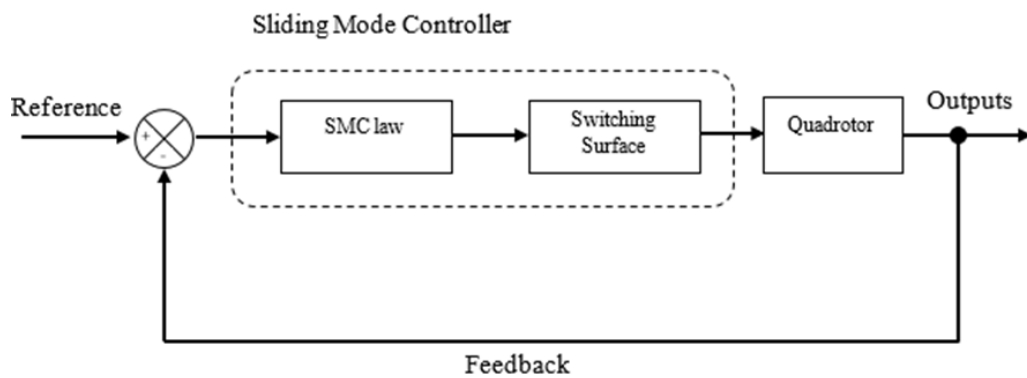 Sliding Mode Controller
Reference
+
-
SMC law
Switching
Surface
Quadrotor
Outputs
Feedback